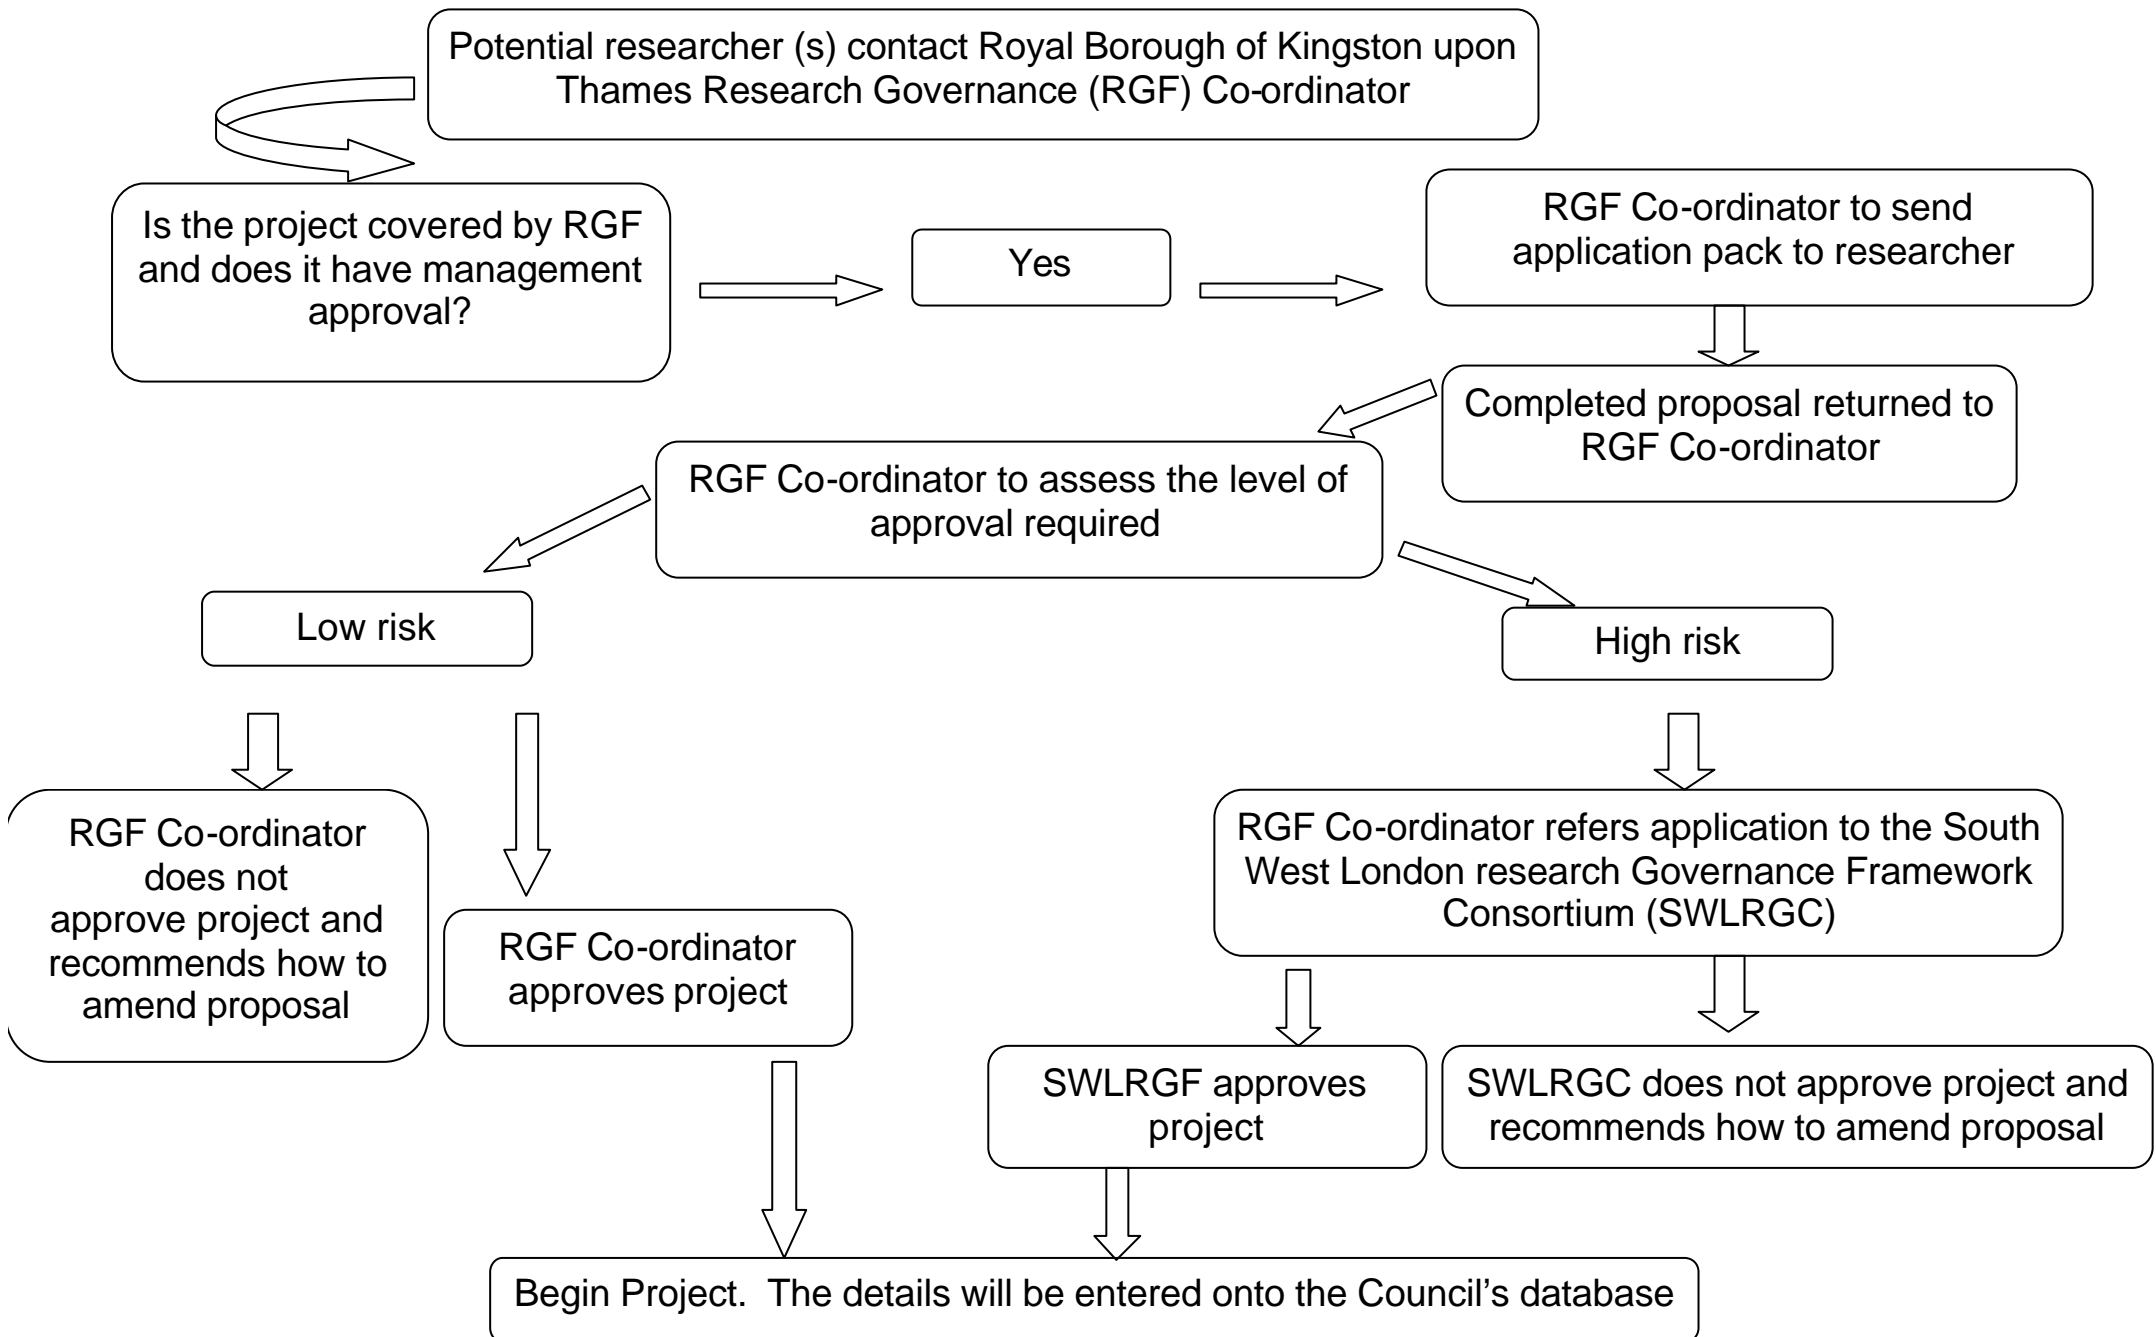 Potential researcher (s) contact Royal Borough of Kingston upon
Thames Research Governance (RGF) Co-ordinator
Is the project covered by RGF
and does it have management
approval?
Yes
RGF Co-ordinator to send
application pack to researcher
Completed proposal returned to
RGF Co-ordinator
RGF Co-ordinator to assess the level of
approval required
Low risk
High risk
RGF Co-ordinator
does not
approve project and
recommends how to
amend proposal
RGF Co-ordinator
approves project
RGF Co-ordinator refers application to the South
West London research Governance Framework
Consortium (SWLRGC)
SWLRGF approves
project
SWLRGC does not approve project and
recommends how to amend proposal
Begin Project.  The details will be entered onto the Council’s database